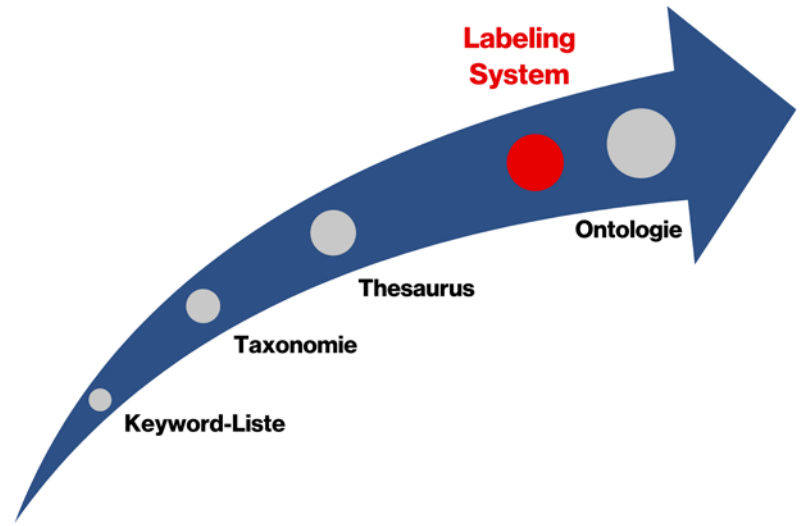 Labeling
System
Ontologie
Thesaurus
Taxonomie
Keyword-Liste